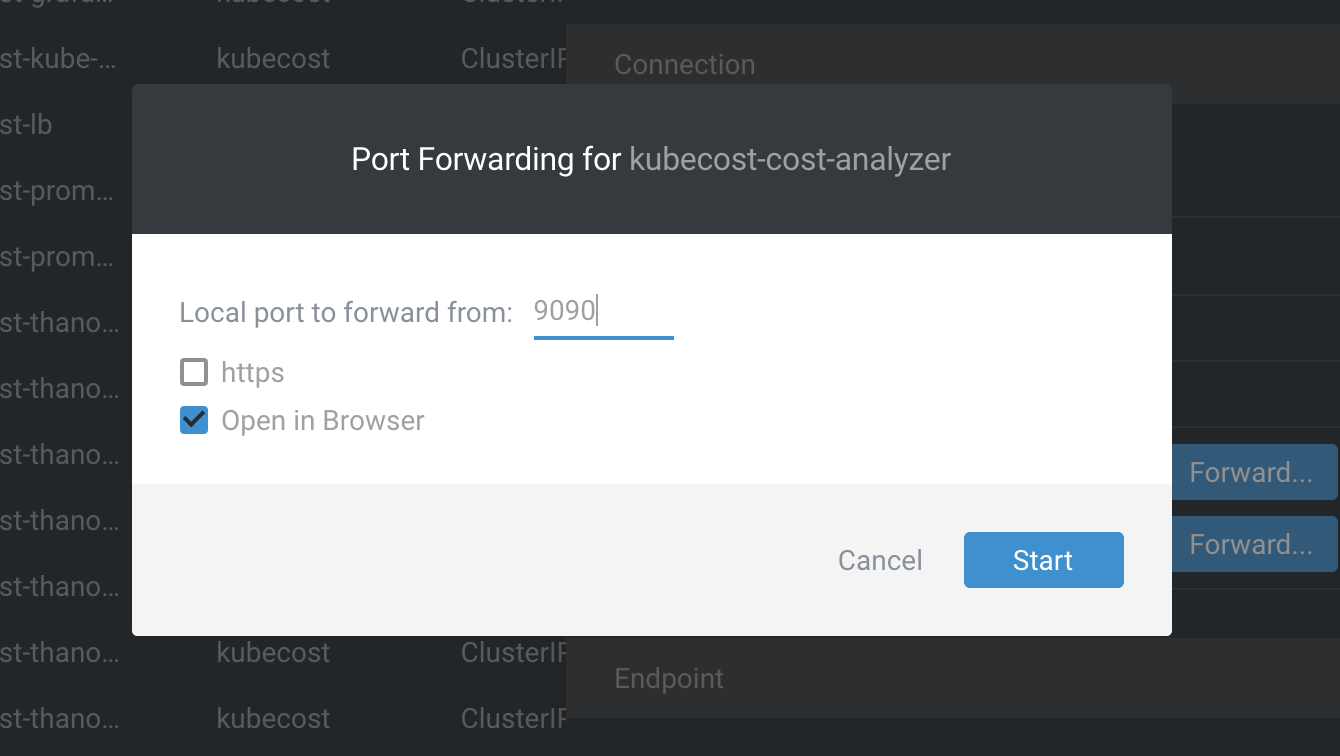 st-kube-... kubecost ClusterIP
Connection
st-lb
Port Forwarding for kubecost-cost-analyzer
st-prom...
st-prom...
Local port to forward from: 9090
st-thano...
https
st-thano...
Open in Browser
st-thano...
Forward...
st-thano...
Forward...
Cancel Start
st-thano...
st-thano... kubecost ClusterIP
Endpoint
st-thano... kubecost ClusterIP